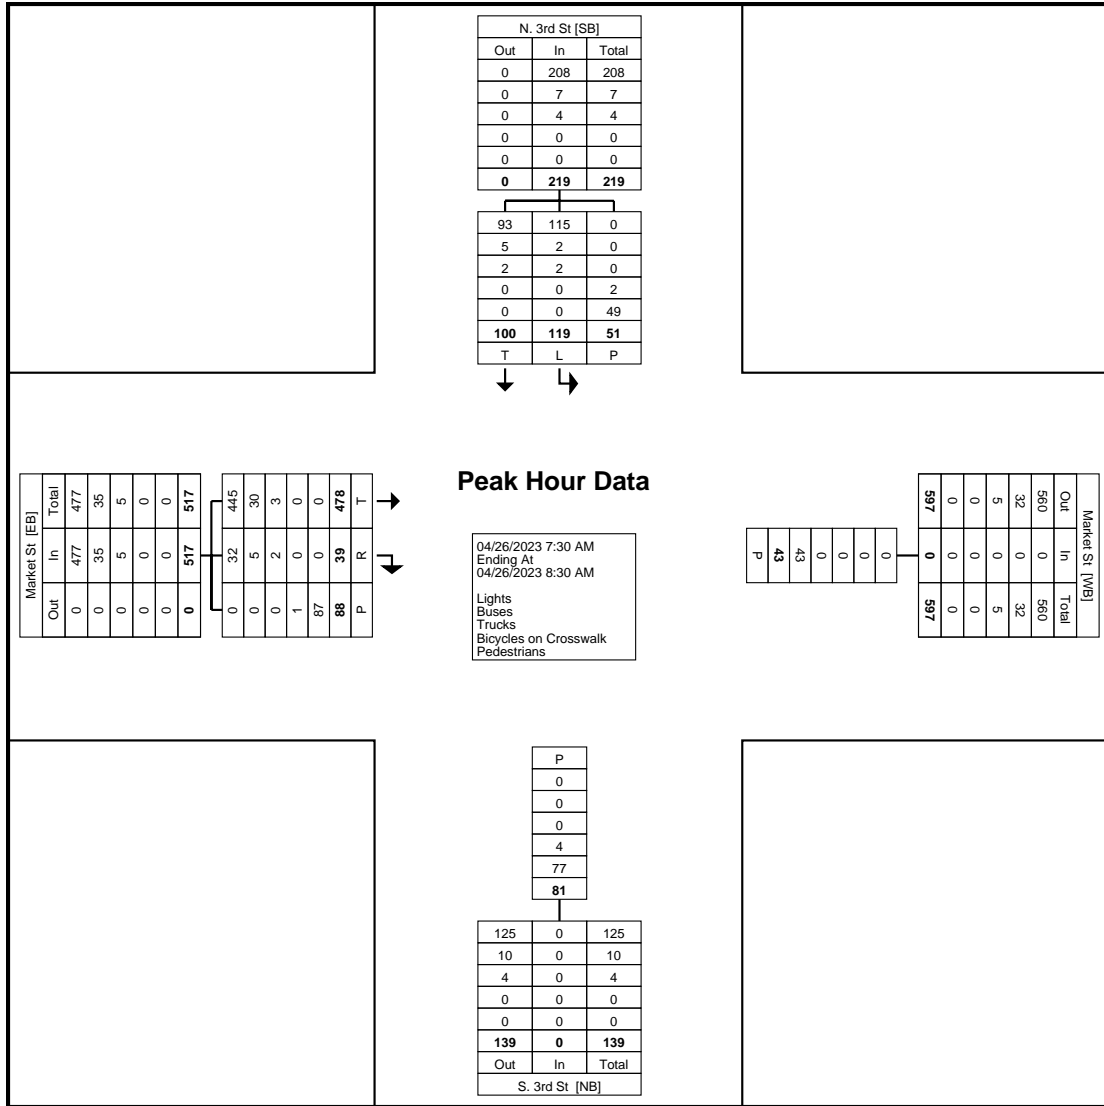 N. 3rd St [SB]
Out In Total
0 208 208
0 7 7
0 4 4
0 0 0
0 0 0
0 219 219
93 115 0
5 2 0
2 2 0
0 0 2
0 0 49
100 119 51
T L P
Market St [EB]
Total 477 35 5 0 0 517
In 477 35 5 0 0 517
Out 0 0 0 0 0 0
445 30 3 0 0 478 T
32 5 2 0 0 39 R
0 0 0 1 87 88 P
Peak Hour Data
04/26/2023 7:30 AM
Ending At
04/26/2023 8:30 AM
Lights
Buses
Trucks
Bicycles on Crosswalk
Pedestrians
P 43 43 0 0 0 0
Market St [WB]
Out 560 32 5 0 0 597
In 0 0 0 0 0 0
Total 560 32 5 0 0 597
P
0
0
0
4
77
81
125 0 125
10 0 10
4 0 4
0 0 0
0 0 0
139 0 139
Out In Total
S. 3rd St [NB]